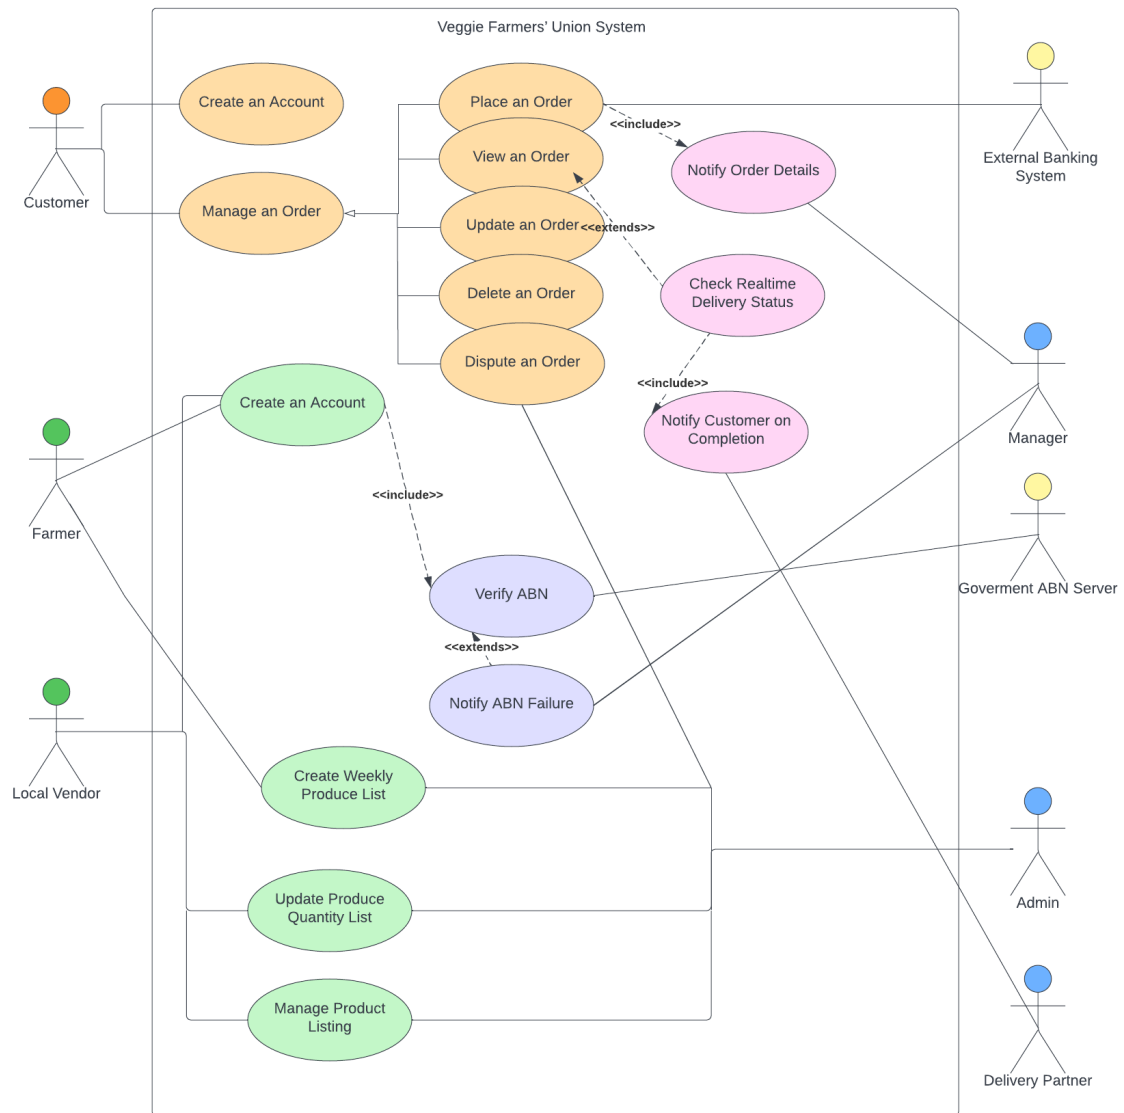 Veggie Farmers' Union System
Create an Account
Place an Order
<<include>>
View an Order
Notify Order Details
External Banking
System
Customer
Manage an Order
Update an Order
<<extends>>
Delete an Order
Check Realtime
Delivery Status
Dispute an Order
<<include>>
Create an Account
Notify Customer on
Completion
Manager
<<include>>
Farmer
Verify ABN
Goverment ABN Server
<<extends>>
Notify ABN Failure
Local Vendor
Create Weekly
Produce List
Update Produce
Quantity List
Admin
Manage Product
Listing
Delivery Partner